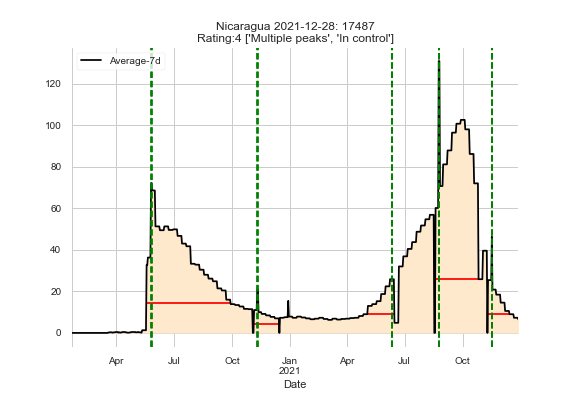 Nicaragua 2021-12-28: 17487
Rating:4 ['Multiple peaks', 'In control']
Average-7d
120
100
80
60
40
20
0
Apr
Jul
Oct
Jan
2021
Apr
Jul
Oct
Date